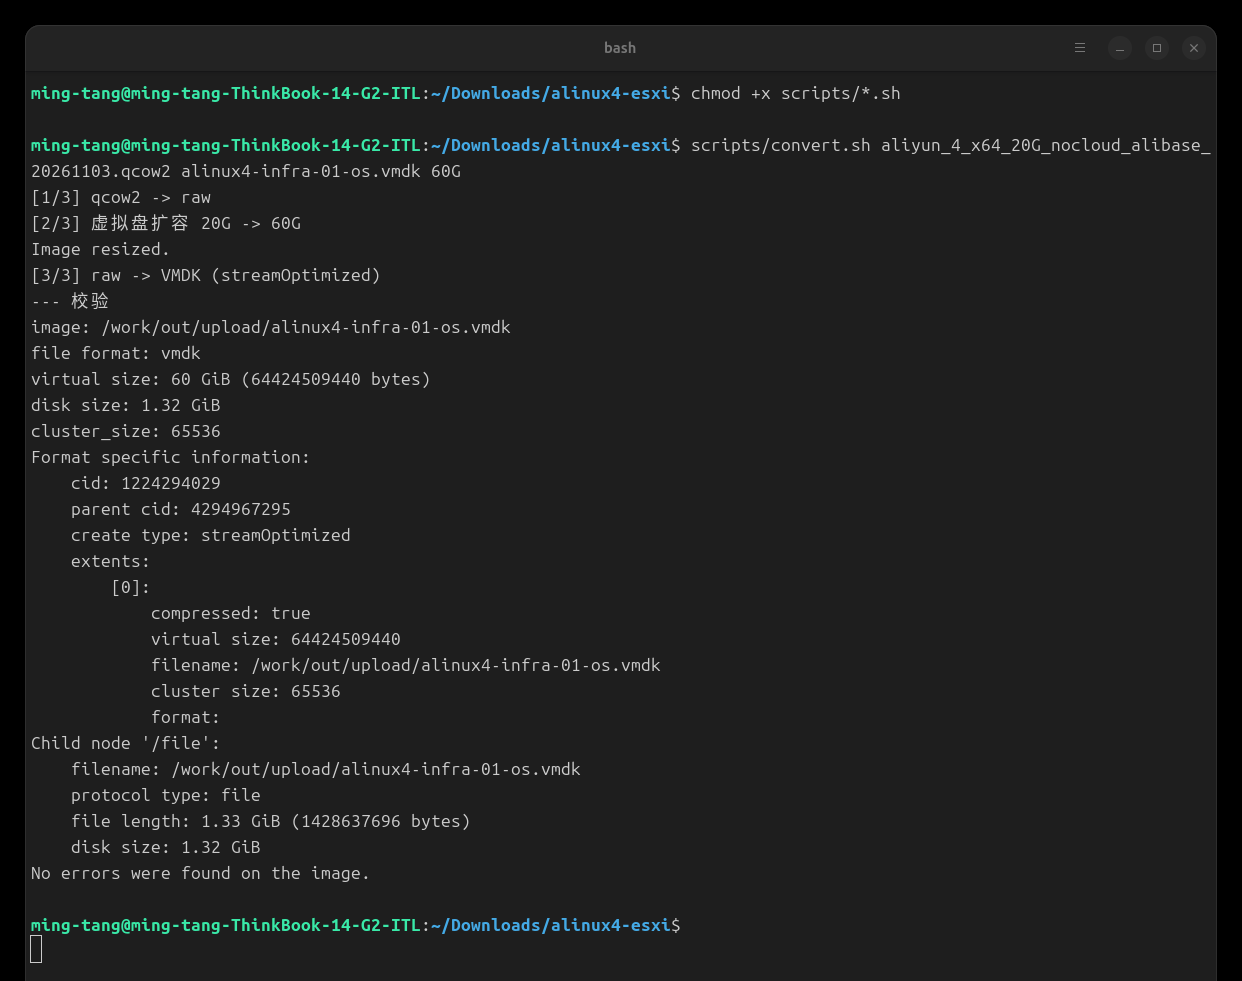 bash
ming-tang@ming-tang-ThinkBook-14-G2-ITL:~/Downloads/alinux4-esxi$ chmod +x scripts/*.sh
ming-tang@ming-tang-ThinkBook-14-G2-ITL:~/Downloads/alinux4-esxi$ scripts/convert.sh aliyun_4_x64_20G_nocloud_alibase_
20261103.qcow2 alinux4-infra-01-os.vmdk 60G
[1/3] qcow2 -> raw
[2/3] 虚拟盘扩容 20G -> 60G
Image resized.
[3/3] raw -> VMDK (streamOptimized)
--- 校验
image: /work/out/upload/alinux4-infra-01-os.vmdk
file format: vmdk
virtual size: 60 GiB (64424509440 bytes)
disk size: 1.32 GiB
cluster_size: 65536
Format specific information:
    cid: 1224294029
    parent cid: 4294967295
    create type: streamOptimized
    extents:
        [0]:
            compressed: true
            virtual size: 64424509440
            filename: /work/out/upload/alinux4-infra-01-os.vmdk
            cluster size: 65536
            format:
Child node '/file':
    filename: /work/out/upload/alinux4-infra-01-os.vmdk
    protocol type: file
    file length: 1.33 GiB (1428637696 bytes)
    disk size: 1.32 GiB
No errors were found on the image.
ming-tang@ming-tang-ThinkBook-14-G2-ITL:~/Downloads/alinux4-esxi$